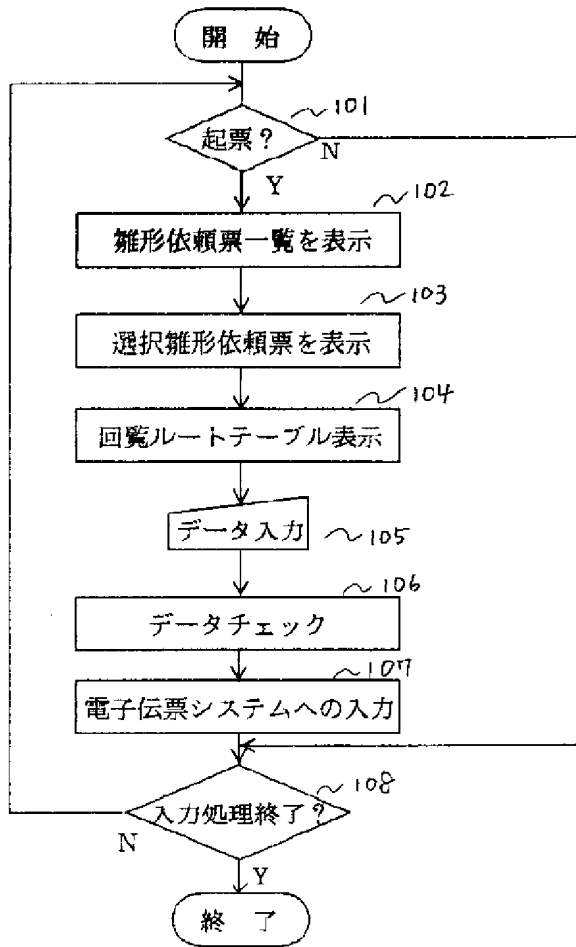 開 始
101
起票?
N
Y
102
雛形依頼票一覧を表示
103
選択雛形依頼票を表示
104
回覧ルートテーブル表示
データ入力
105
106
データチェック
107
電子伝票システムへの入力
108
入力処理終了?
N
Y
終 了